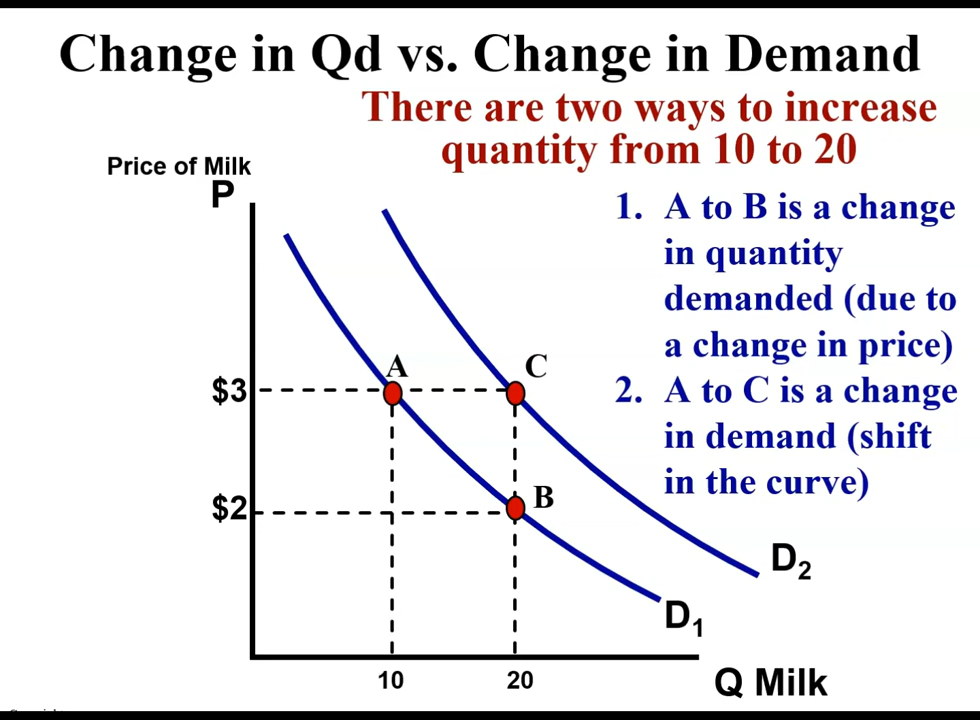 Change in Qd vs. Change in Demand
There are two ways to increase
quantity from 10 to 20
Price of Milk
P
1. A to B is a change
in quantity
demanded (due to
a change in price)
2. A to C is a change
in demand (shift
in the curve)
A
C
$3
B
$2
D2
D1
10
20
Q Milk